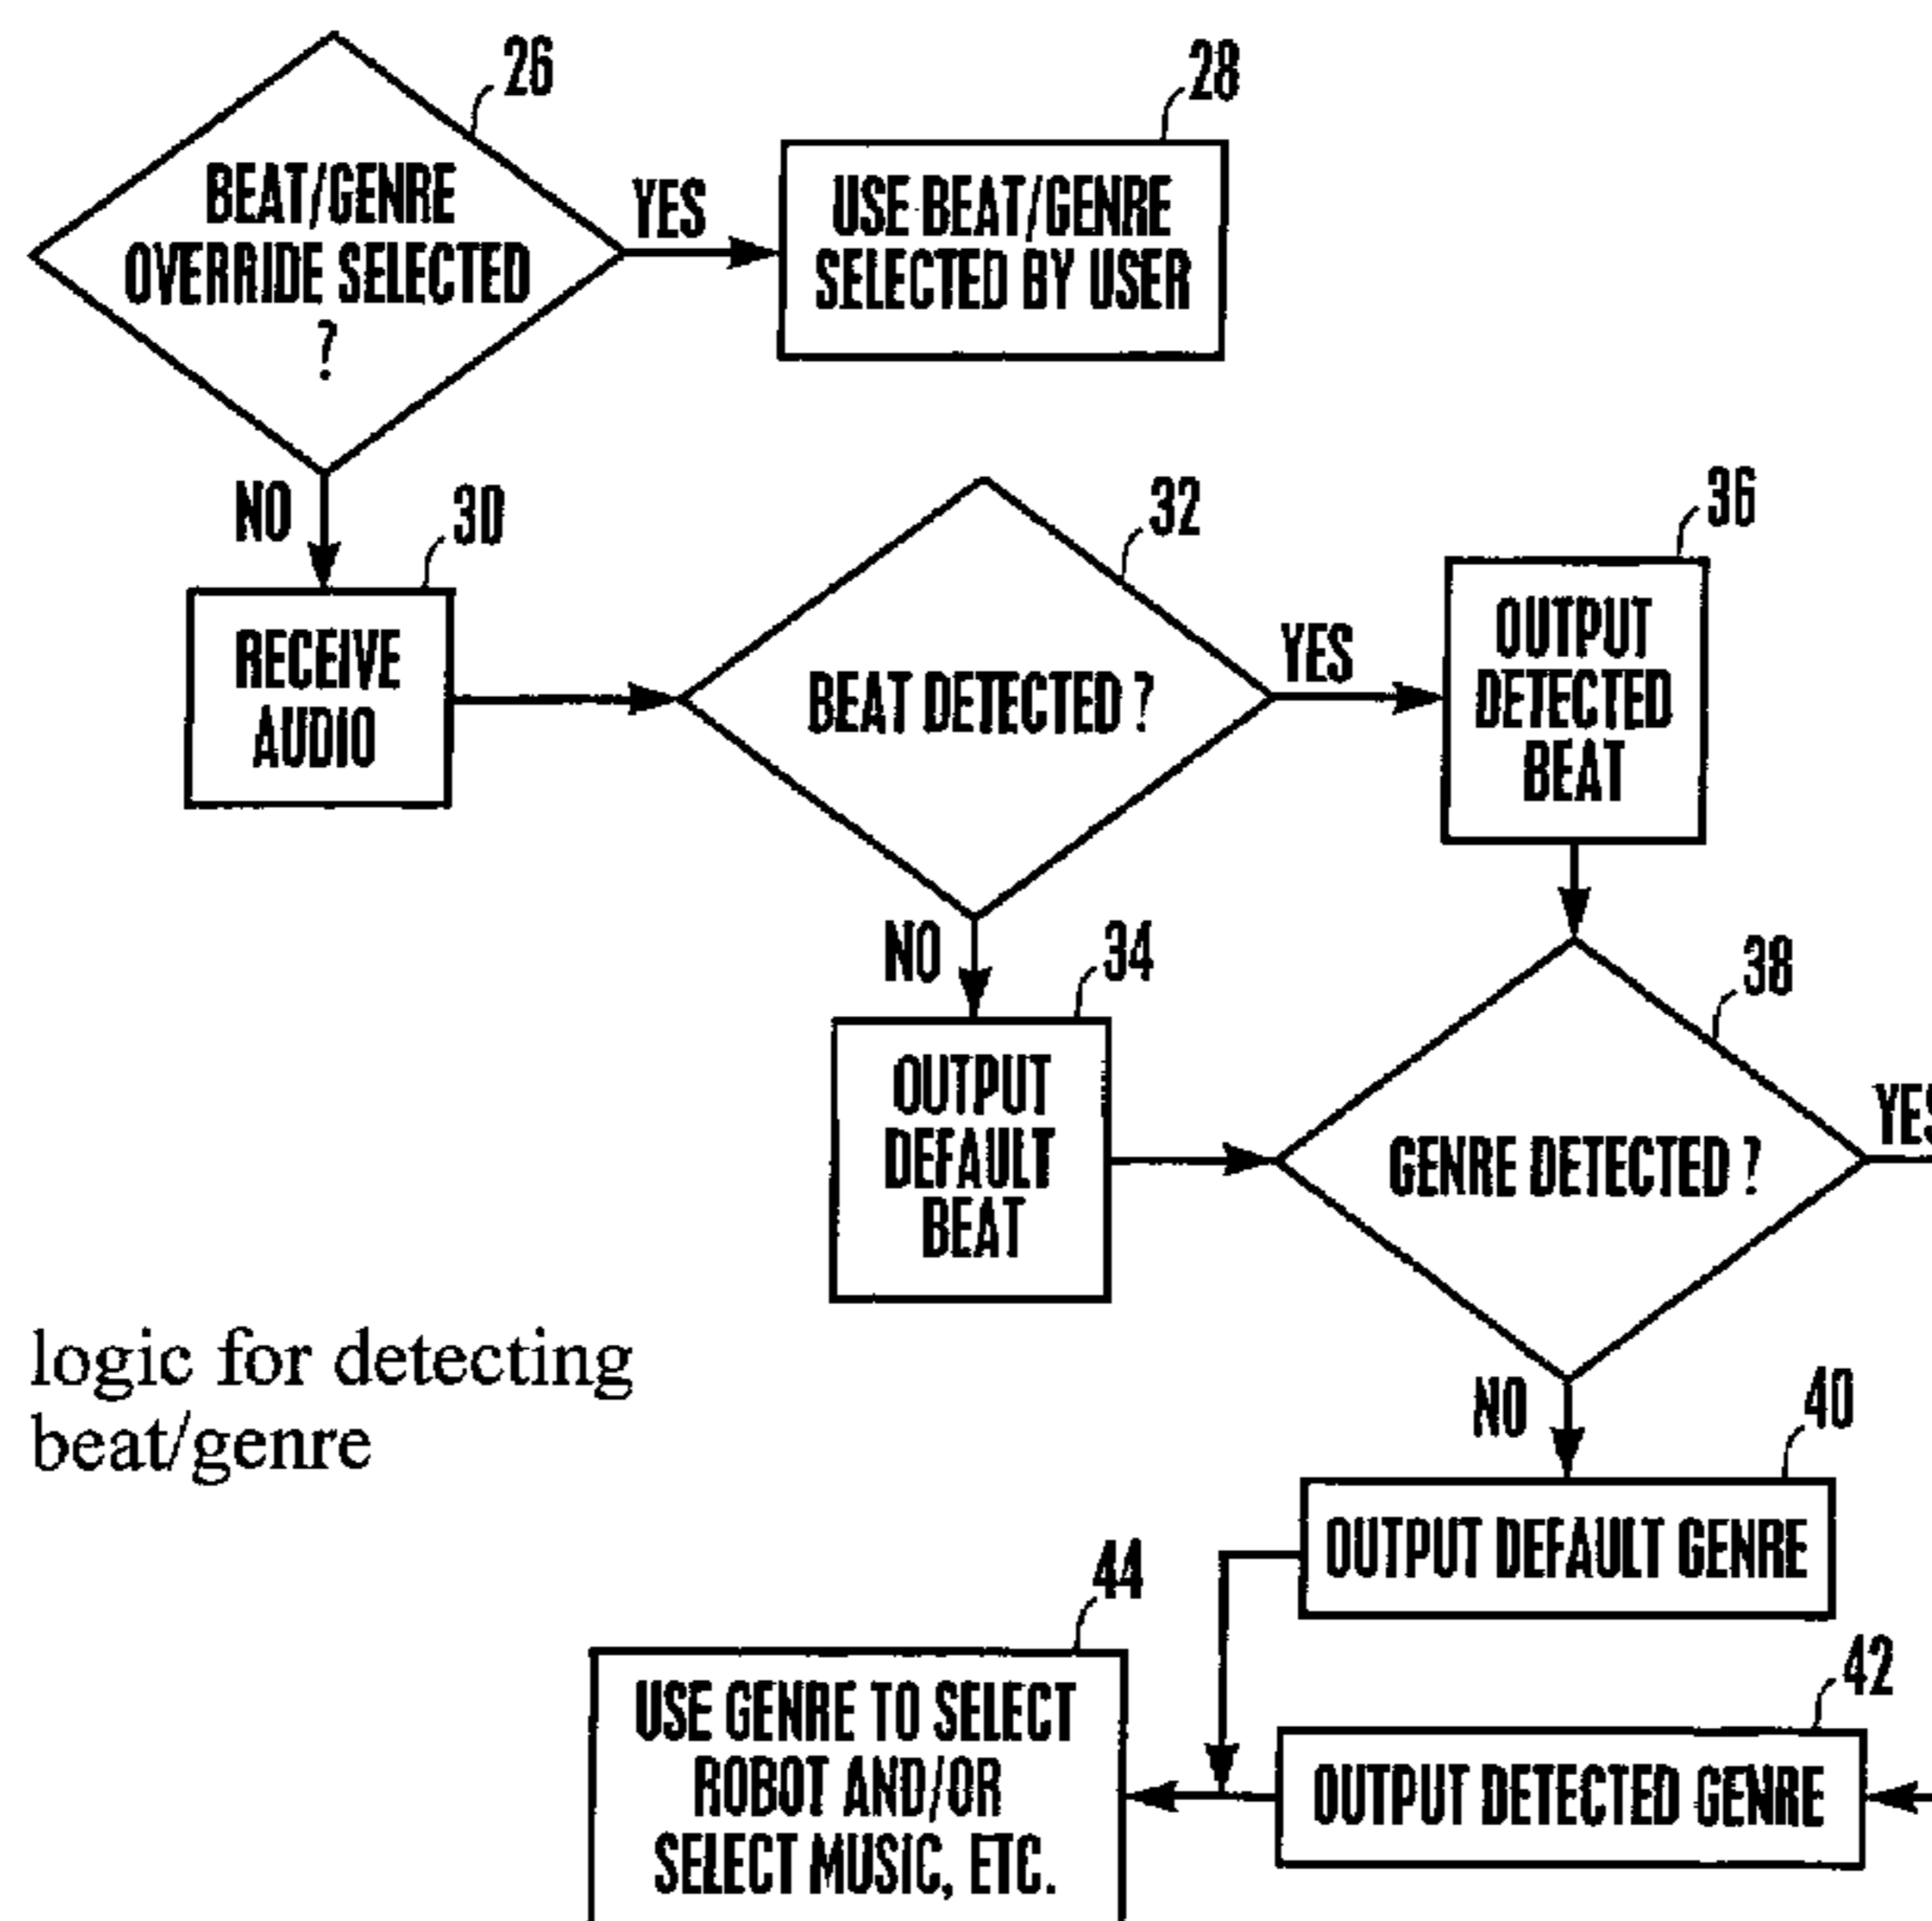 26
BEAT/GENRE
OVERRIDE SELECTED
?
YES
28
USE BEAT/GENRE
SELECTED BY USER
NO
30
RECEIVE
AUDIO
32
BEAT DETECTED ?
YES
36
OUTPUT
DETECTED
BEAT
NO
34
OUTPUT
DEFAULT
BEAT
38
GENRE DETECTED ?
YES
logic for detecting
beat/genre
NO
40
OUTPUT DEFAULT GENRE
42
OUTPUT DETECTED GENRE
44
USE GENRE TO SELECT
ROBOT AND/OR
SELECT MUSIC, ETC.